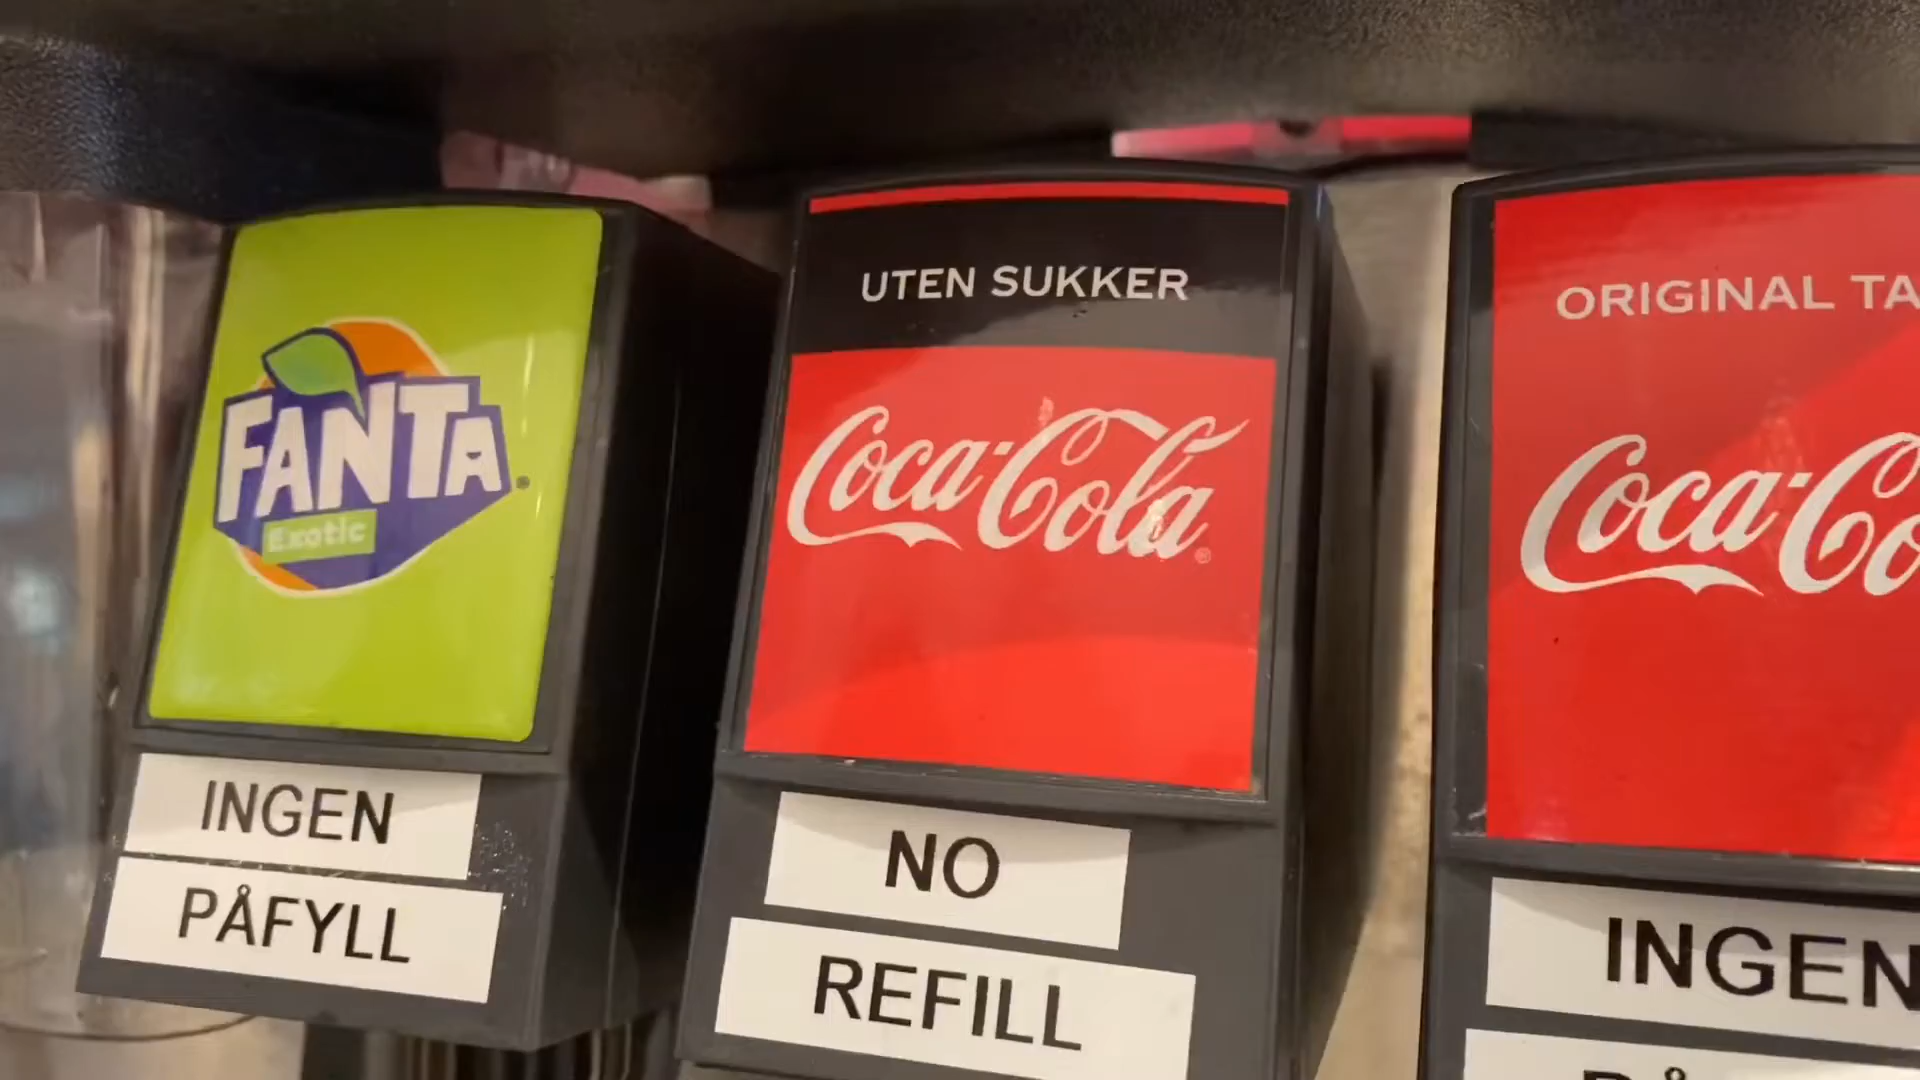 FANTA
Exotic
INGEN
PÅFYLL
UTEN SUKKER
Coca-Cola
NO
REFILL
ORIGINAL TA
Coca-Co
INGEN